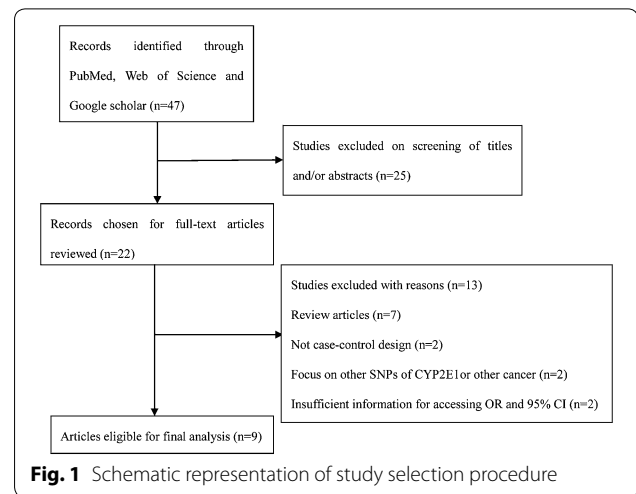 Records identified through
PubMed, Web of Science and
Google scholar (n=47)
Studies excluded on screening of titles
and/or abstracts (n=25)
Records chosen for full-text articles
reviewed (n=22)
Studies excluded with reasons (n=13)
Review articles (n=7)
Not case-control design (n=2)
Focus on other SNPs of CYP2E1or other cancer (n=2)
Insufficient information for accessing OR and 95% CI (n=2)
Articles eligible for final analysis (n=9)
Fig. 1 Schematic representation of study selection procedure